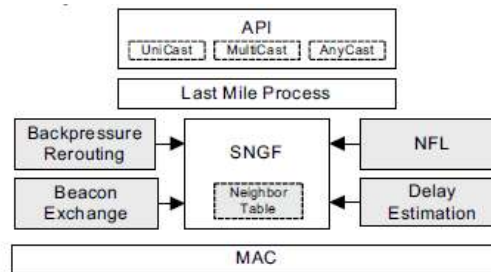 API
UniCast MultiCast AnyCast
Last Mile Process
Backpressure
Rerouting
SNGF
NFL
Beacon
Exchange
Neighbor
Table
Delay
Estimation
MAC